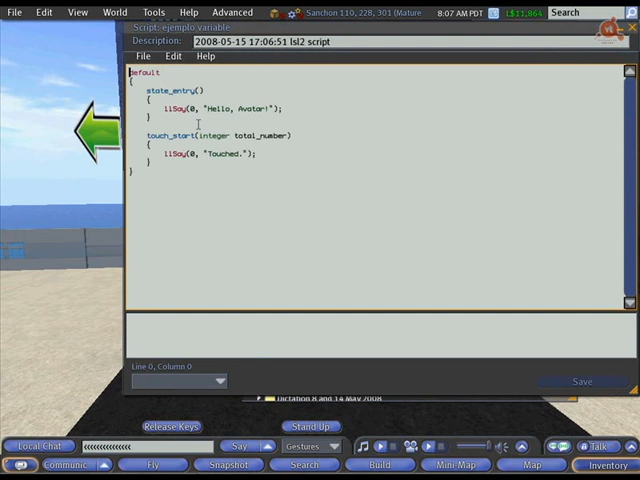 File Edit View World Tools Help Advanced Sanchon 110, 228, 301 (Mature 8:07 AM PDT L$11,864 Search
Script: ejemplo variable
Description: 2008-05-15 17:06:51 lsl2 script
File Edit Help
default
{
state_entry()
{
llSay(0, "Hello, Avatar!");
}
touch_start(integer total_number)
{
llSay(0, "Touched.");
}
}
Line 0, Column 0
Save
Dictation 8 and 14 May 2008
Release Keys Stand Up
Local Chat Say Gestures Talk
Communic Fly Snapshot Search Build Mini-Map Map Inventory